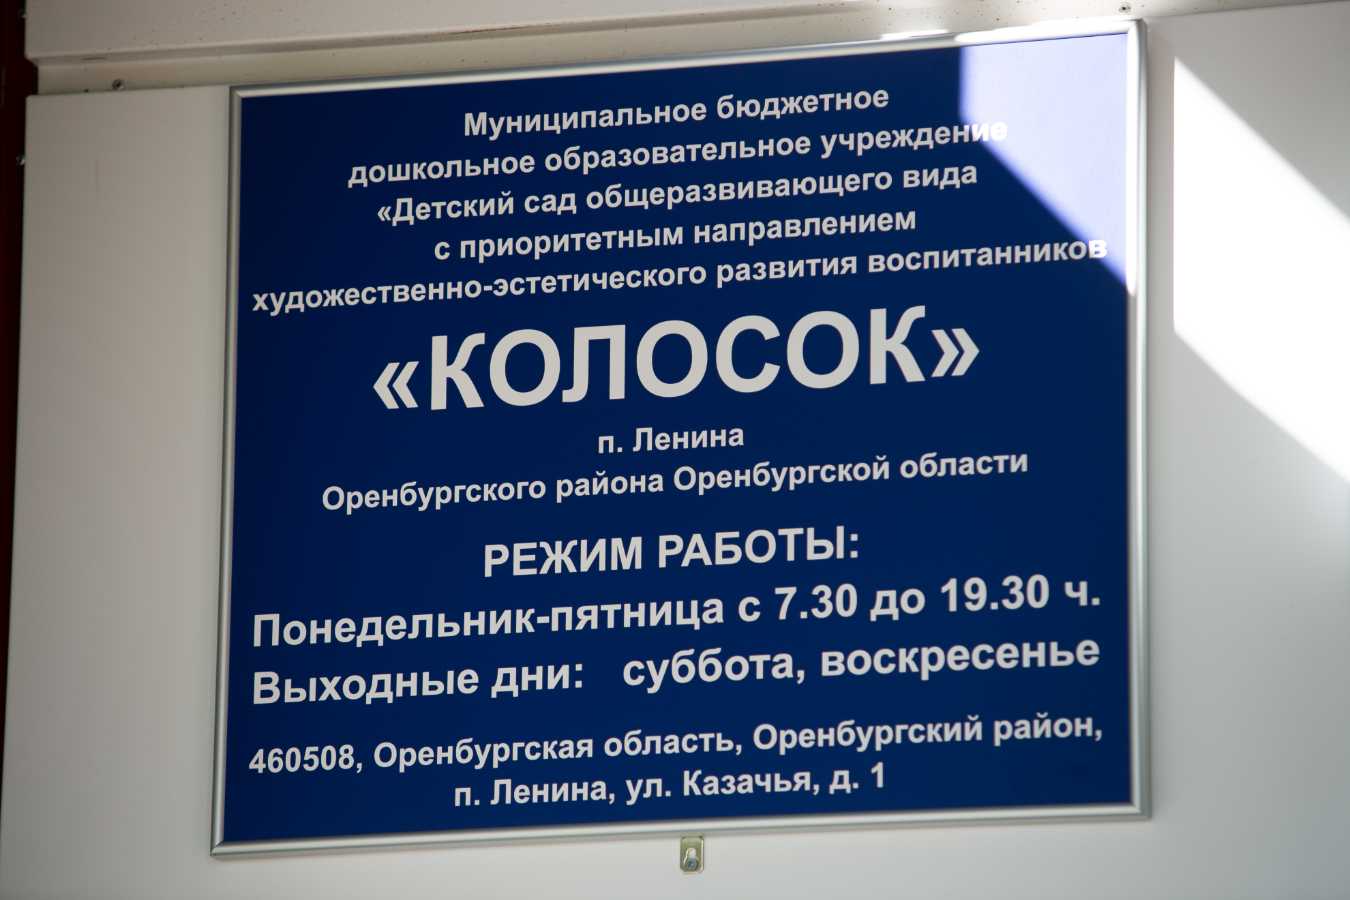 Муниципальное бюджетное
дошкольное образовательное учреждение
«Детский сад общеразвивающего вида
с приоритетным направлением
художественно-эстетического развития воспитанников
«КОЛОСОК»
п. Ленина
Оренбургского района Оренбургской области
РЕЖИМ РАБОТЫ:
Понедельник-пятница с 7.30 до 19.30 ч.
Выходные дни: суббота, воскресенье
460508, Оренбургская область, Оренбургский район,
п. Ленина, ул. Казачья, д. 1